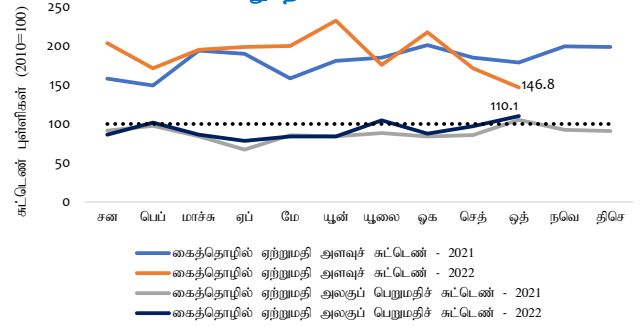 சுட்டெண் புள்ளிகள் (2010=100)
250
200
150
100
50
0
146.8
110.1
சன பெப் மார்ச்சு ஏப் மே யூன் யூலை ஓக செத் ஒத் நவெ திசெ
கைத்தொழில் ஏற்றுமதி அளவுச் சுட்டெண் - 2021
கைத்தொழில் ஏற்றுமதி அளவுச் சுட்டெண் - 2022
கைத்தொழில் ஏற்றுமதி அலகுப் பெறுமதிச் சுட்டெண் - 2021
கைத்தொழில் ஏற்றுமதி அலகுப் பெறுமதிச் சுட்டெண் - 2022